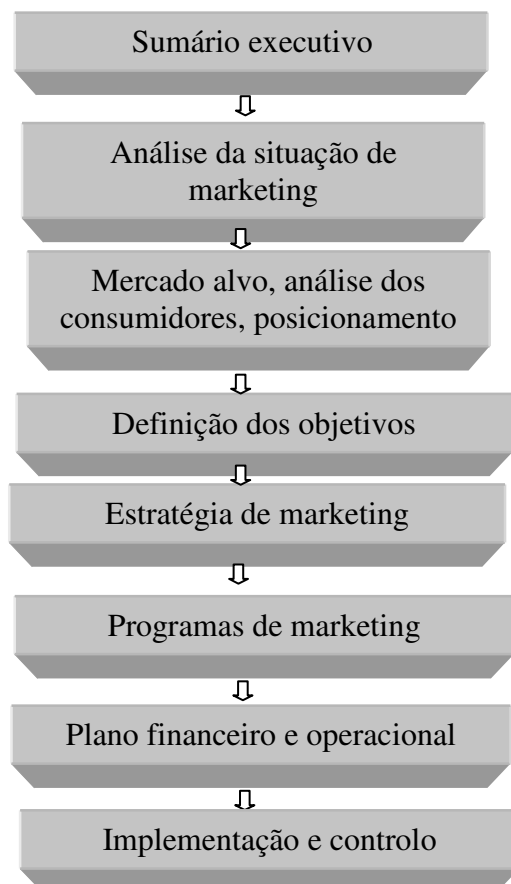 Sumário executivo
Análise da situação de
marketing
Mercado alvo, análise dos
consumidores, posicionamento
Definição dos objetivos
Estratégia de marketing
Programas de marketing
Plano financeiro e operacional
Implementação e controlo